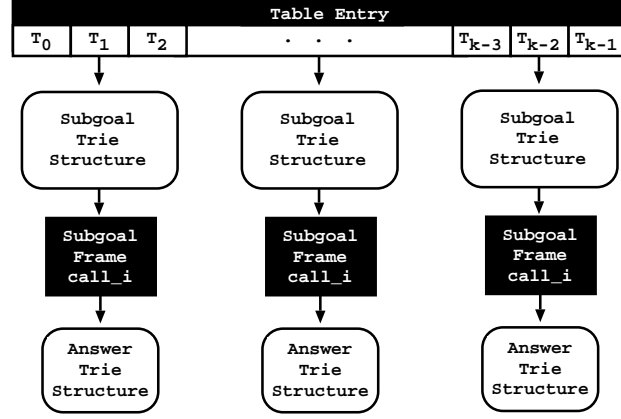 Table Entry
T0 T1 T2 . . . Tk-3 Tk-2 Tk-1
Subgoal Trie Structure
Subgoal Trie Structure
Subgoal Trie Structure
Subgoal Frame call_i
Subgoal Frame call_i
Subgoal Frame call_i
Answer Trie Structure
Answer Trie Structure
Answer Trie Structure